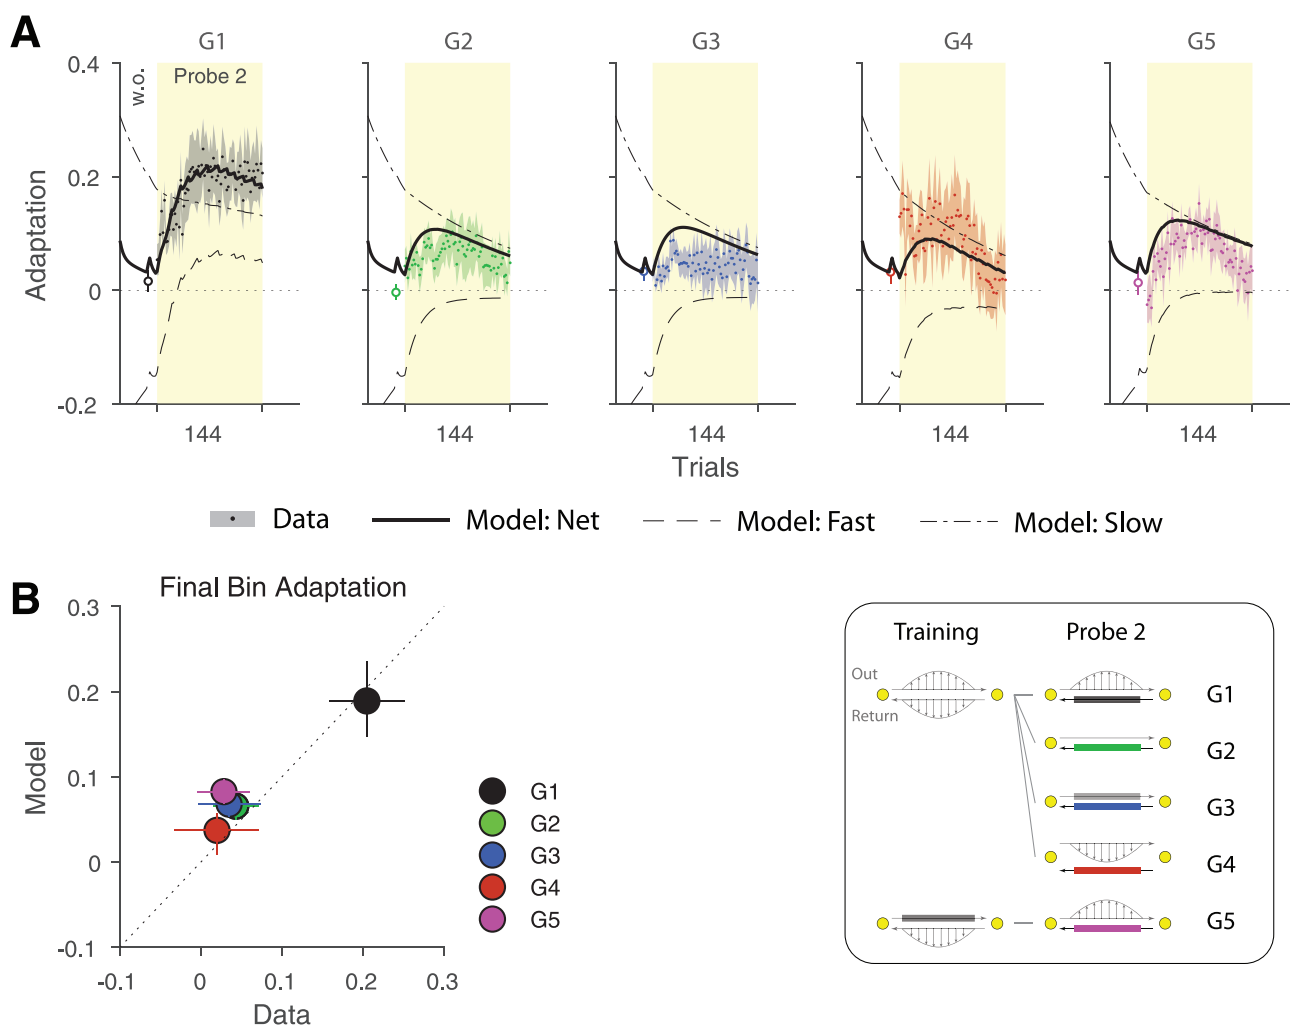 A
G1 G2 G3 G4 G5
0.4
0.2
0
-0.2
Adaptation
w.o.
Probe 2
144 144 144 144 144
Trials
Data Model: Net Model: Fast Model: Slow
B
Final Bin Adaptation
0.3
0.2
0.1
0
-0.1
Model
-0.1 0 0.1 0.2 0.3
Data
G1
G2
G3
G4
G5
Training Probe 2
Out
Return
G1
G2
G3
G4
G5